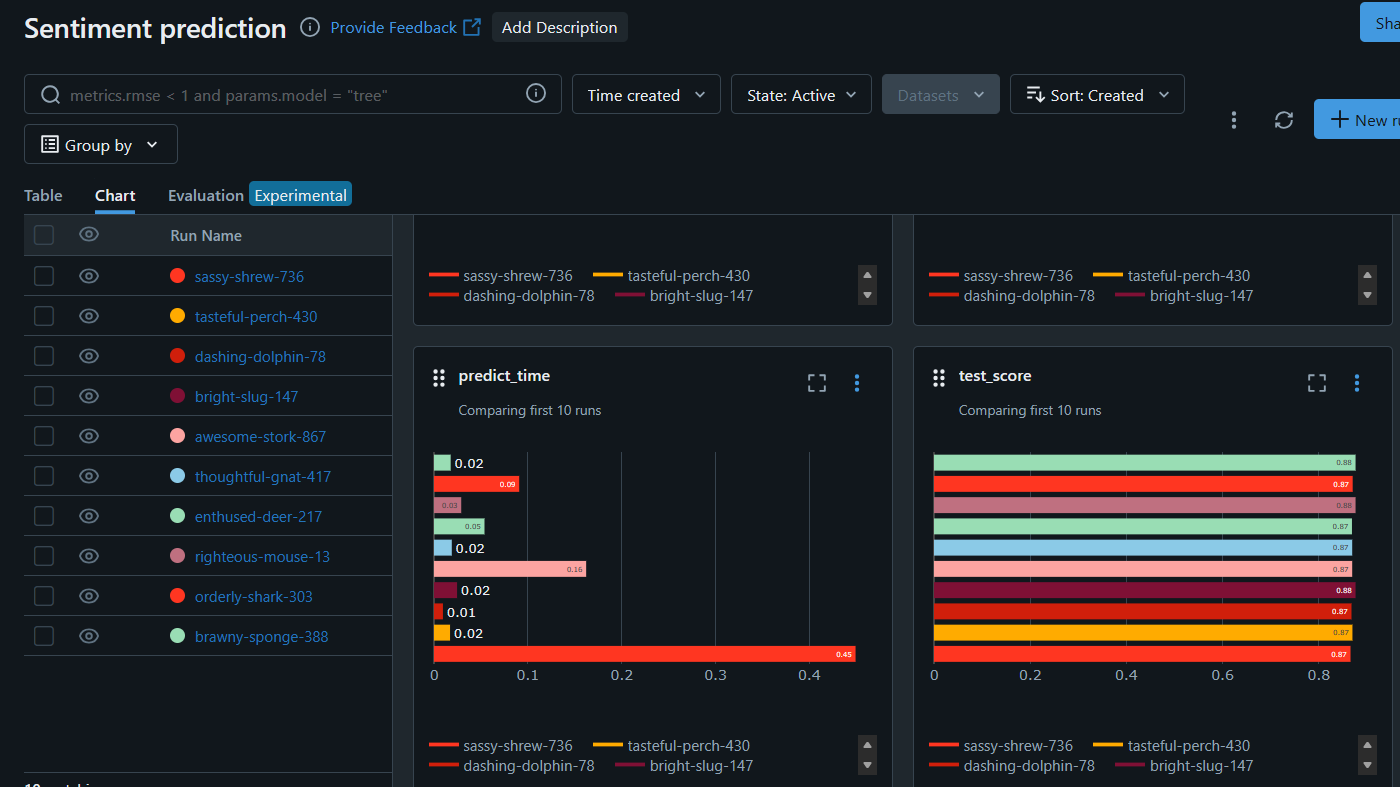 Sentiment prediction Provide Feedback Add Description
Sha
metrics.rmse < 1 and params.model = "tree" Time created State: Active Datasets Sort: Created
New ru
Group by
Table Chart Evaluation Experimental
Run Name
sassy-shrew-736
tasteful-perch-430
dashing-dolphin-78
bright-slug-147
awesome-stork-867
thoughtful-gnat-417
enthused-deer-217
righteous-mouse-13
orderly-shark-303
brawny-sponge-388
sassy-shrew-736 tasteful-perch-430
dashing-dolphin-78 bright-slug-147
sassy-shrew-736 tasteful-perch-430
dashing-dolphin-78 bright-slug-147
predict_time
Comparing first 10 runs
0.02
0.09
0.03
0.05
0.02
0.16
0.02
0.01
0.02
0.45
0 0.1 0.2 0.3 0.4
sassy-shrew-736 tasteful-perch-430
dashing-dolphin-78 bright-slug-147
test_score
Comparing first 10 runs
0.88
0.87
0.88
0.87
0.87
0.87
0.88
0.87
0.87
0.87
0 0.2 0.4 0.6 0.8
sassy-shrew-736 tasteful-perch-430
dashing-dolphin-78 bright-slug-147